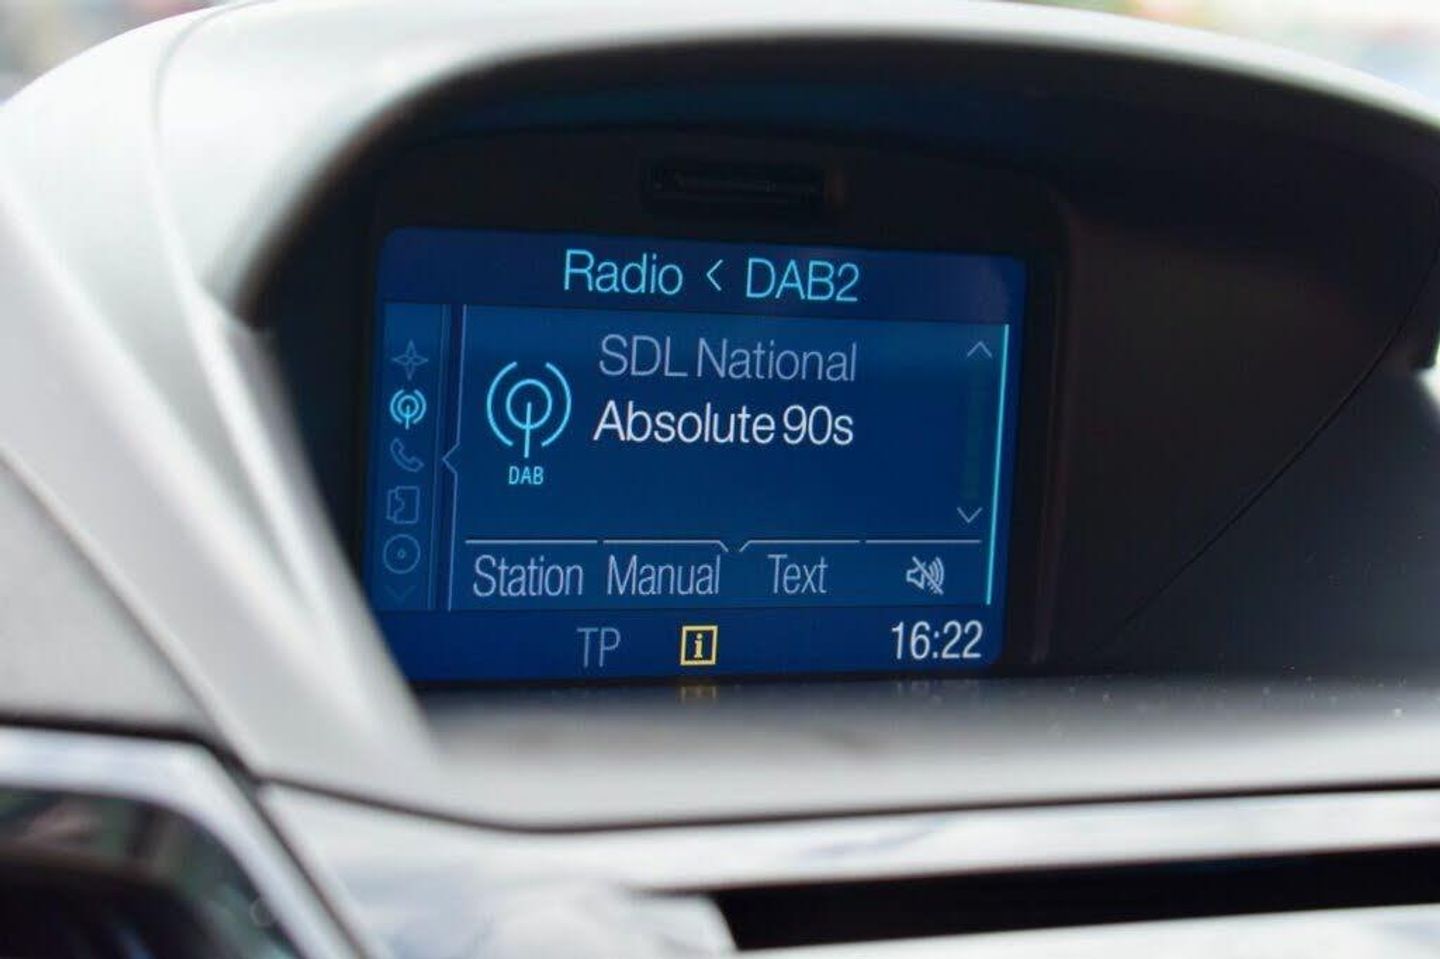 Radio < DAB2
SDL National
Absolute 90s
DAB
Station Manual Text
TP i 16:22